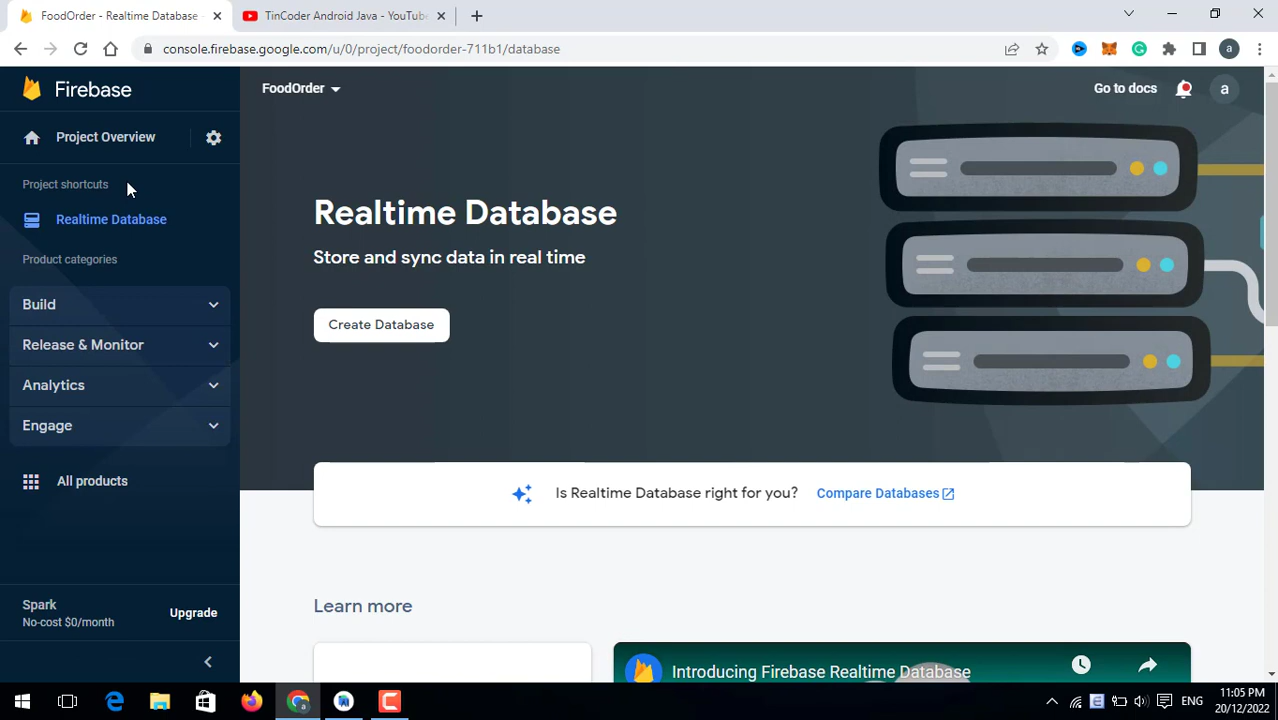 FoodOrder - Realtime Database -
TinCoder Android Java - YouTube
console.firebase.google.com/u/0/project/foodorder-711b1/database
a
Firebase
FoodOrder
Go to docs
a
Project Overview
Project shortcuts
Realtime Database
Product categories
Build
Release & Monitor
Analytics
Engage
All products
Spark
No-cost $0/month
Upgrade
Realtime Database
Store and sync data in real time
Create Database
Is Realtime Database right for you?
Compare Databases
Learn more
Introducing Firebase Realtime Database
ENG
11:05 PM
20/12/2022